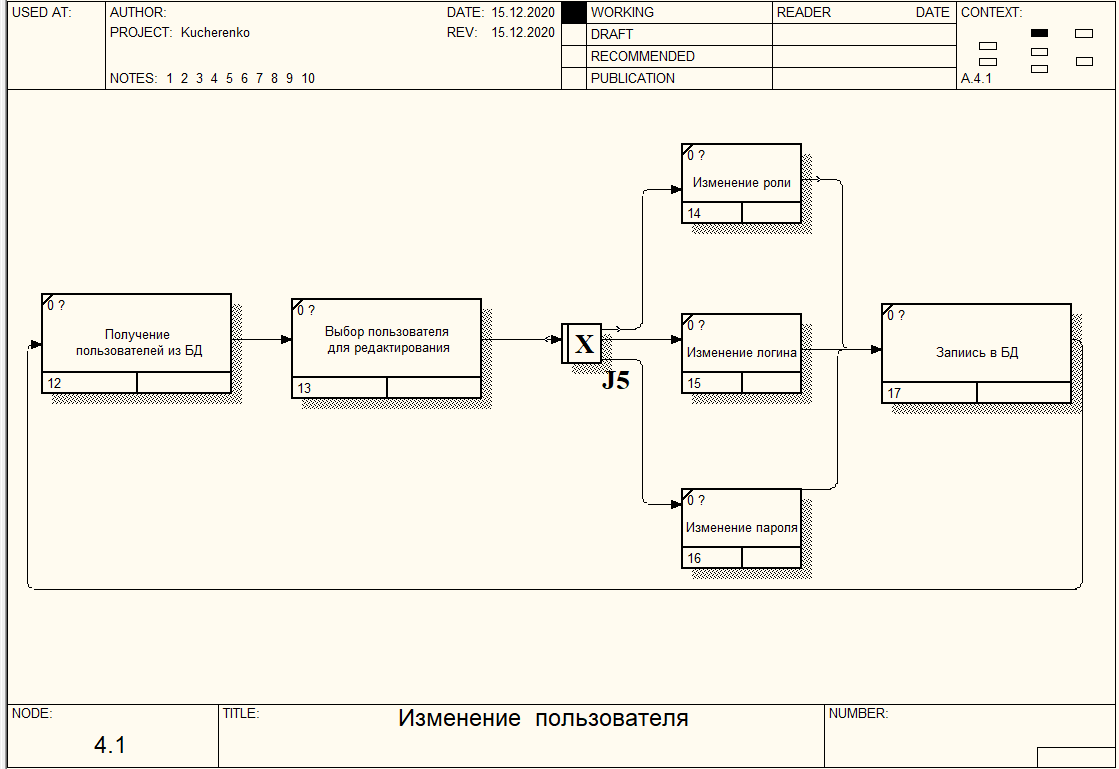 USED AT:
AUTHOR:
DATE: 15.12.2020
WORKING
READER
DATE
CONTEXT:
PROJECT: Kucherenko
REV: 15.12.2020
DRAFT
RECOMMENDED
NOTES: 1 2 3 4 5 6 7 8 9 10
PUBLICATION
A.4.1
0 ?
Изменение роли
14
0 ?
Получение
пользователей из БД
12
0 ?
Выбор пользователя
для редактирования
13
X
J5
0 ?
Изменение логина
15
0 ?
Запиись в БД
17
0 ?
Изменение пароля
16
NODE:
4.1
TITLE:
Изменение пользователя
NUMBER: